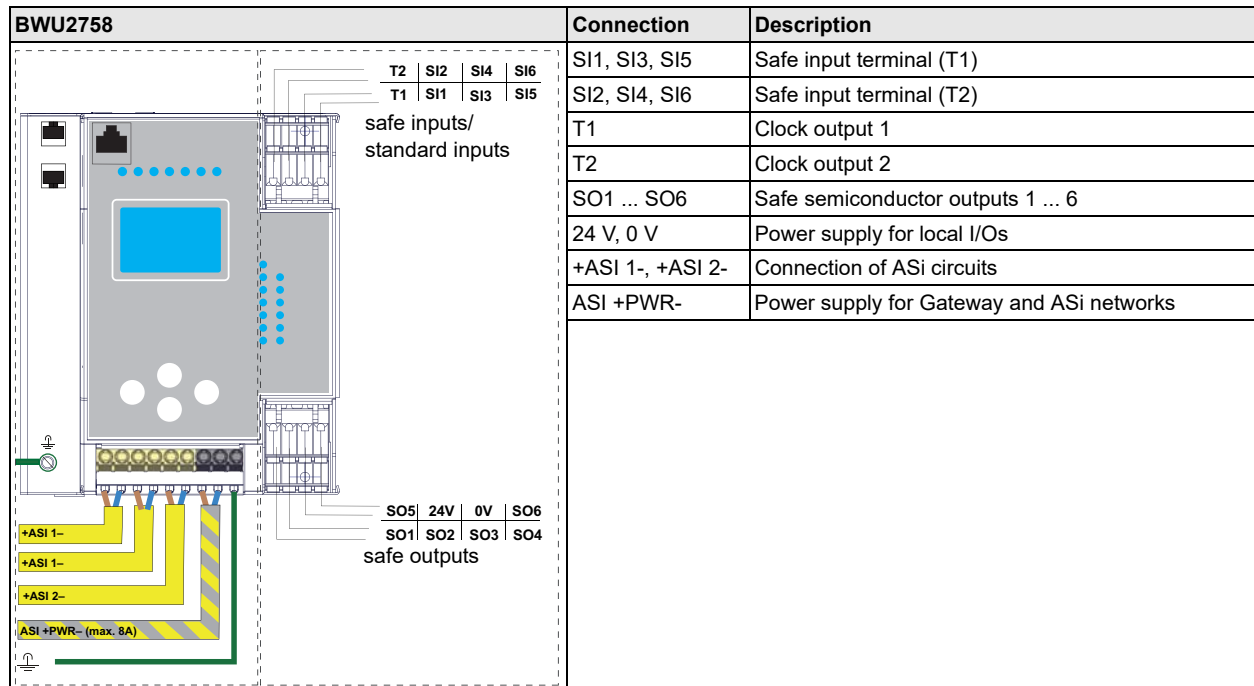 BWU2758 Connection Description
T2 SI2 SI4 SI6
T1 SI1 SI3 SI5
safe inputs/
standard inputs
SO5 24V 0V SO6
SO1 SO2 SO3 SO4
safe outputs
+ASI 1–
+ASI 1–
+ASI 2–
ASI +PWR– (max. 8A)
SI1, SI3, SI5 Safe input terminal (T1)
SI2, SI4, SI6 Safe input terminal (T2)
T1 Clock output 1
T2 Clock output 2
SO1 ... SO6 Safe semiconductor outputs 1 ... 6
24 V, 0 V Power supply for local I/Os
+ASI 1-, +ASI 2- Connection of ASi circuits
ASI +PWR- Power supply for Gateway and ASi networks